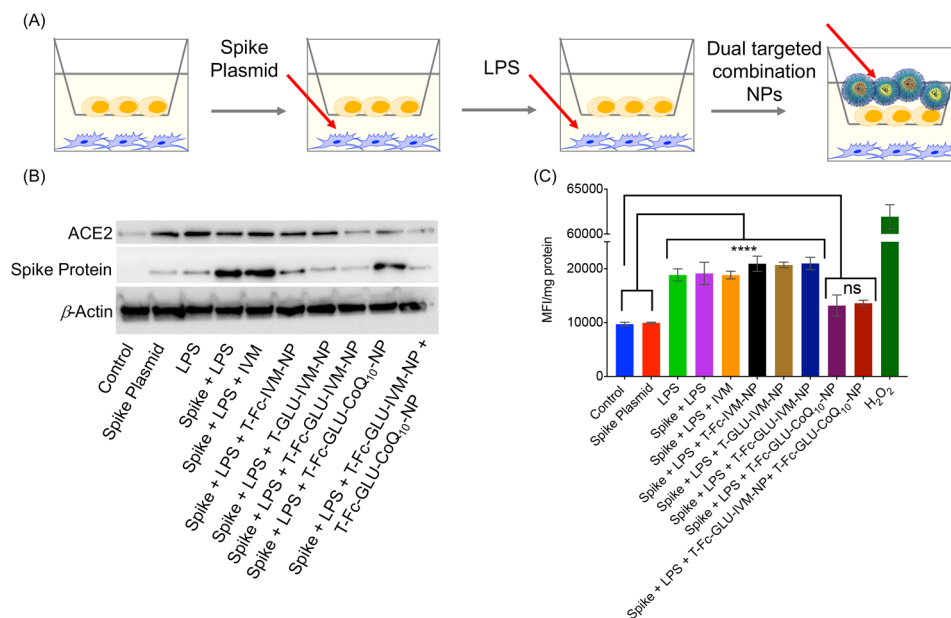 (A)
Spike
Plasmid
LPS
Dual targeted
combination
NPs
(B)
ACE2
Spike Protein
β-Actin
Control
Spike Plasmid
LPS
Spike + LPS
Spike + LPS + IVM
Spike + LPS + T-Fc-IVM-NP
Spike + LPS + T-GLU-IVM-NP
Spike + LPS + T-Fc-GLU-IVM-NP
Spike + LPS + T-Fc-GLU-CoQ₁₀-NP
Spike + LPS + T-Fc-GLU-IVM-NP +
T-Fc-GLU-CoQ₁₀-NP
(C)
MFI/mg protein
65000
60000
20000
10000
0
****
ns
Control
Spike Plasmid
LPS
Spike + LPS
Spike + LPS + IVM
Spike + LPS + T-Fc-IVM-NP
Spike + LPS + T-GLU-IVM-NP
Spike + LPS + T-Fc-GLU-IVM-NP
Spike + LPS + T-Fc-GLU-CoQ₁₀-NP
Spike + LPS + T-Fc-GLU-IVM-NP+ T-Fc-GLU-CoQ₁₀-NP
H₂O₂